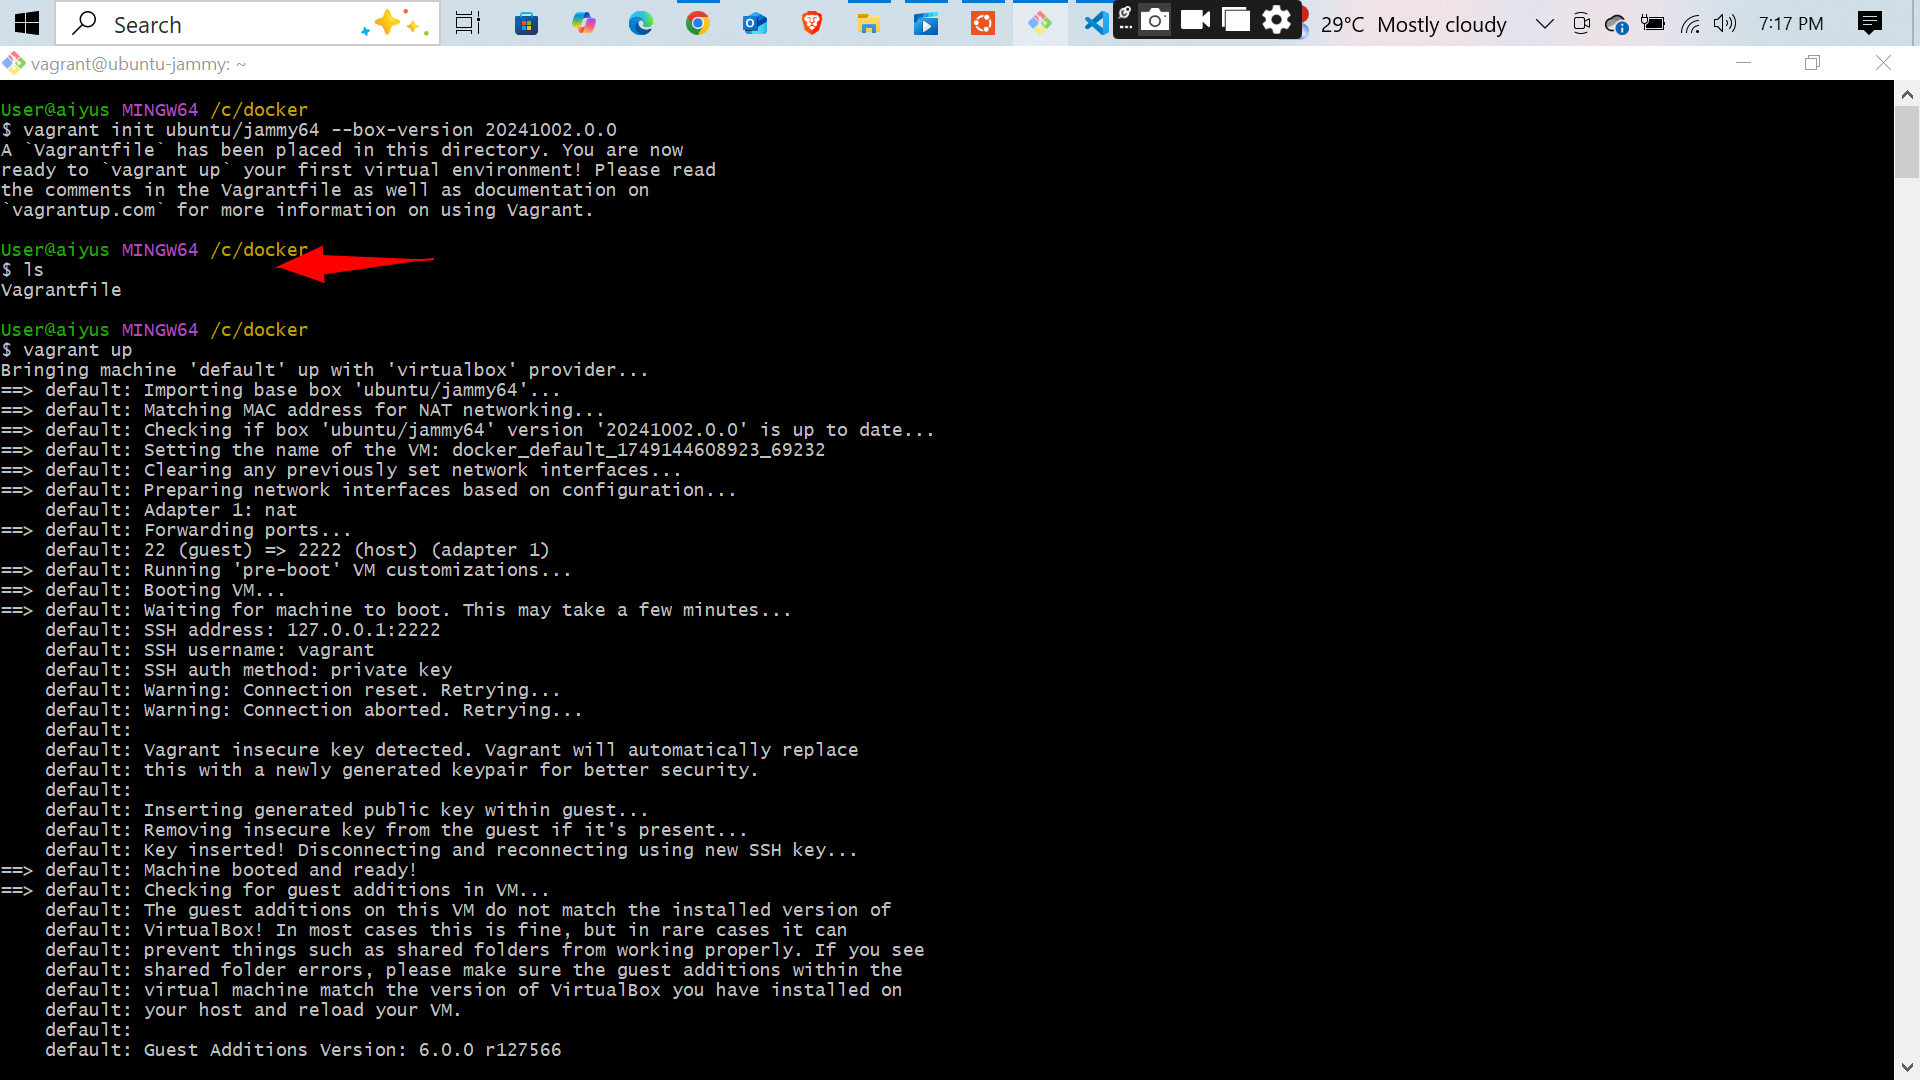 Search
29°C Mostly cloudy
7:17 PM
vagrant@ubuntu-jammy: ~
User@aiyus MINGW64 /c/docker
$ vagrant init ubuntu/jammy64 --box-version 20241002.0.0
A `Vagrantfile` has been placed in this directory. You are now
ready to `vagrant up` your first virtual environment! Please read
the comments in the Vagrantfile as well as documentation on
`vagrantup.com` for more information on using Vagrant.
User@aiyus MINGW64 /c/docker
$ ls
Vagrantfile
User@aiyus MINGW64 /c/docker
$ vagrant up
Bringing machine 'default' up with 'virtualbox' provider...
==> default: Importing base box 'ubuntu/jammy64'...
==> default: Matching MAC address for NAT networking...
==> default: Checking if box 'ubuntu/jammy64' version '20241002.0.0' is up to date...
==> default: Setting the name of the VM: docker_default_1749144608923_69232
==> default: Clearing any previously set network interfaces...
==> default: Preparing network interfaces based on configuration...
    default: Adapter 1: nat
==> default: Forwarding ports...
    default: 22 (guest) => 2222 (host) (adapter 1)
==> default: Running 'pre-boot' VM customizations...
==> default: Booting VM...
==> default: Waiting for machine to boot. This may take a few minutes...
    default: SSH address: 127.0.0.1:2222
    default: SSH username: vagrant
    default: SSH auth method: private key
    default: Warning: Connection reset. Retrying...
    default: Warning: Connection aborted. Retrying...
    default:
    default: Vagrant insecure key detected. Vagrant will automatically replace
    default: this with a newly generated keypair for better security.
    default:
    default: Inserting generated public key within guest...
    default: Removing insecure key from the guest if it's present...
    default: Key inserted! Disconnecting and reconnecting using new SSH key...
==> default: Machine booted and ready!
==> default: Checking for guest additions in VM...
    default: The guest additions on this VM do not match the installed version of
    default: VirtualBox! In most cases this is fine, but in rare cases it can
    default: prevent things such as shared folders from working properly. If you see
    default: shared folder errors, please make sure the guest additions within the
    default: virtual machine match the version of VirtualBox you have installed on
    default: your host and reload your VM.
    default:
    default: Guest Additions Version: 6.0.0 r127566